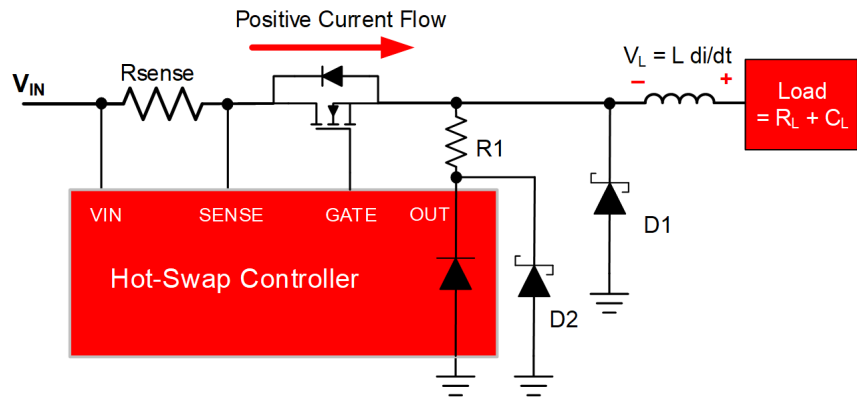 Positive Current Flow
V_L = L di/dt
V_IN
Rsense
− +
Load
= R_L + C_L
R1
VIN SENSE GATE OUT
D1
Hot-Swap Controller
D2